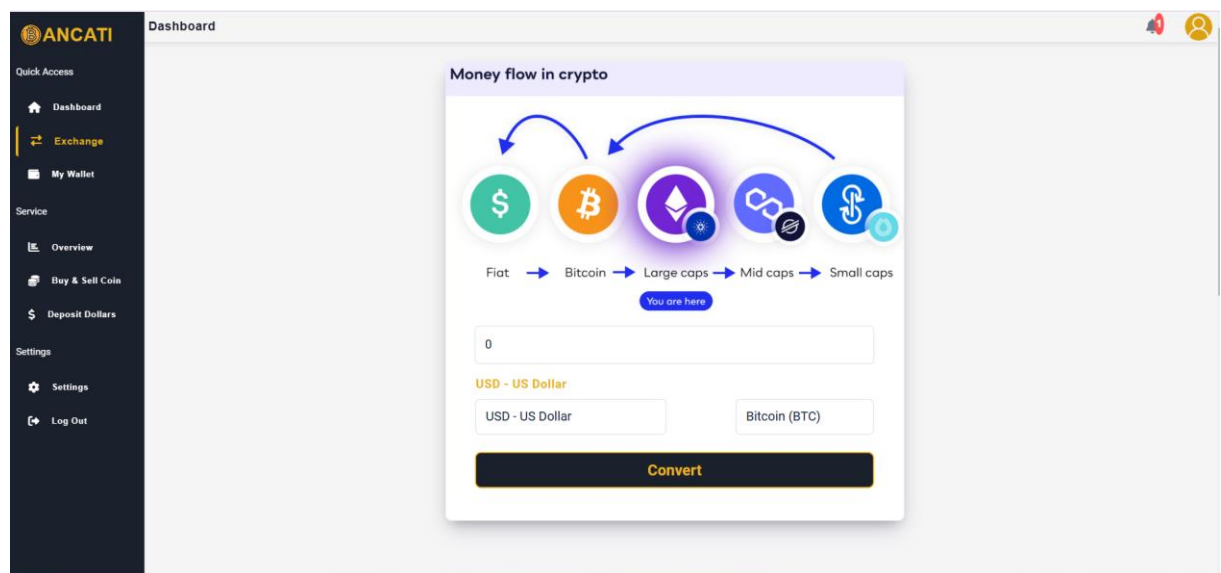 BANCATI
Dashboard
1
Quick Access
Dashboard
Exchange
My Wallet
Service
Overview
Buy & Sell Coin
$ Deposit Dollars
Settings
Settings
Log Out
Money flow in crypto
Fiat Bitcoin Large caps Mid caps Small caps
You are here
0
USD - US Dollar
USD - US Dollar Bitcoin (BTC)
Convert